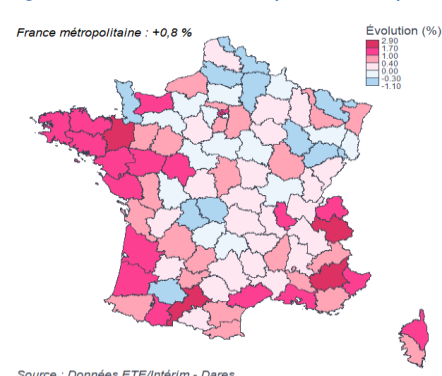 France métropolitaine : +0,8 %
Évolution (%)
2.90
1.70
1.00
0.40
0.00
-0.30
-1.10
Source : Données ETE/Intérim - Dares